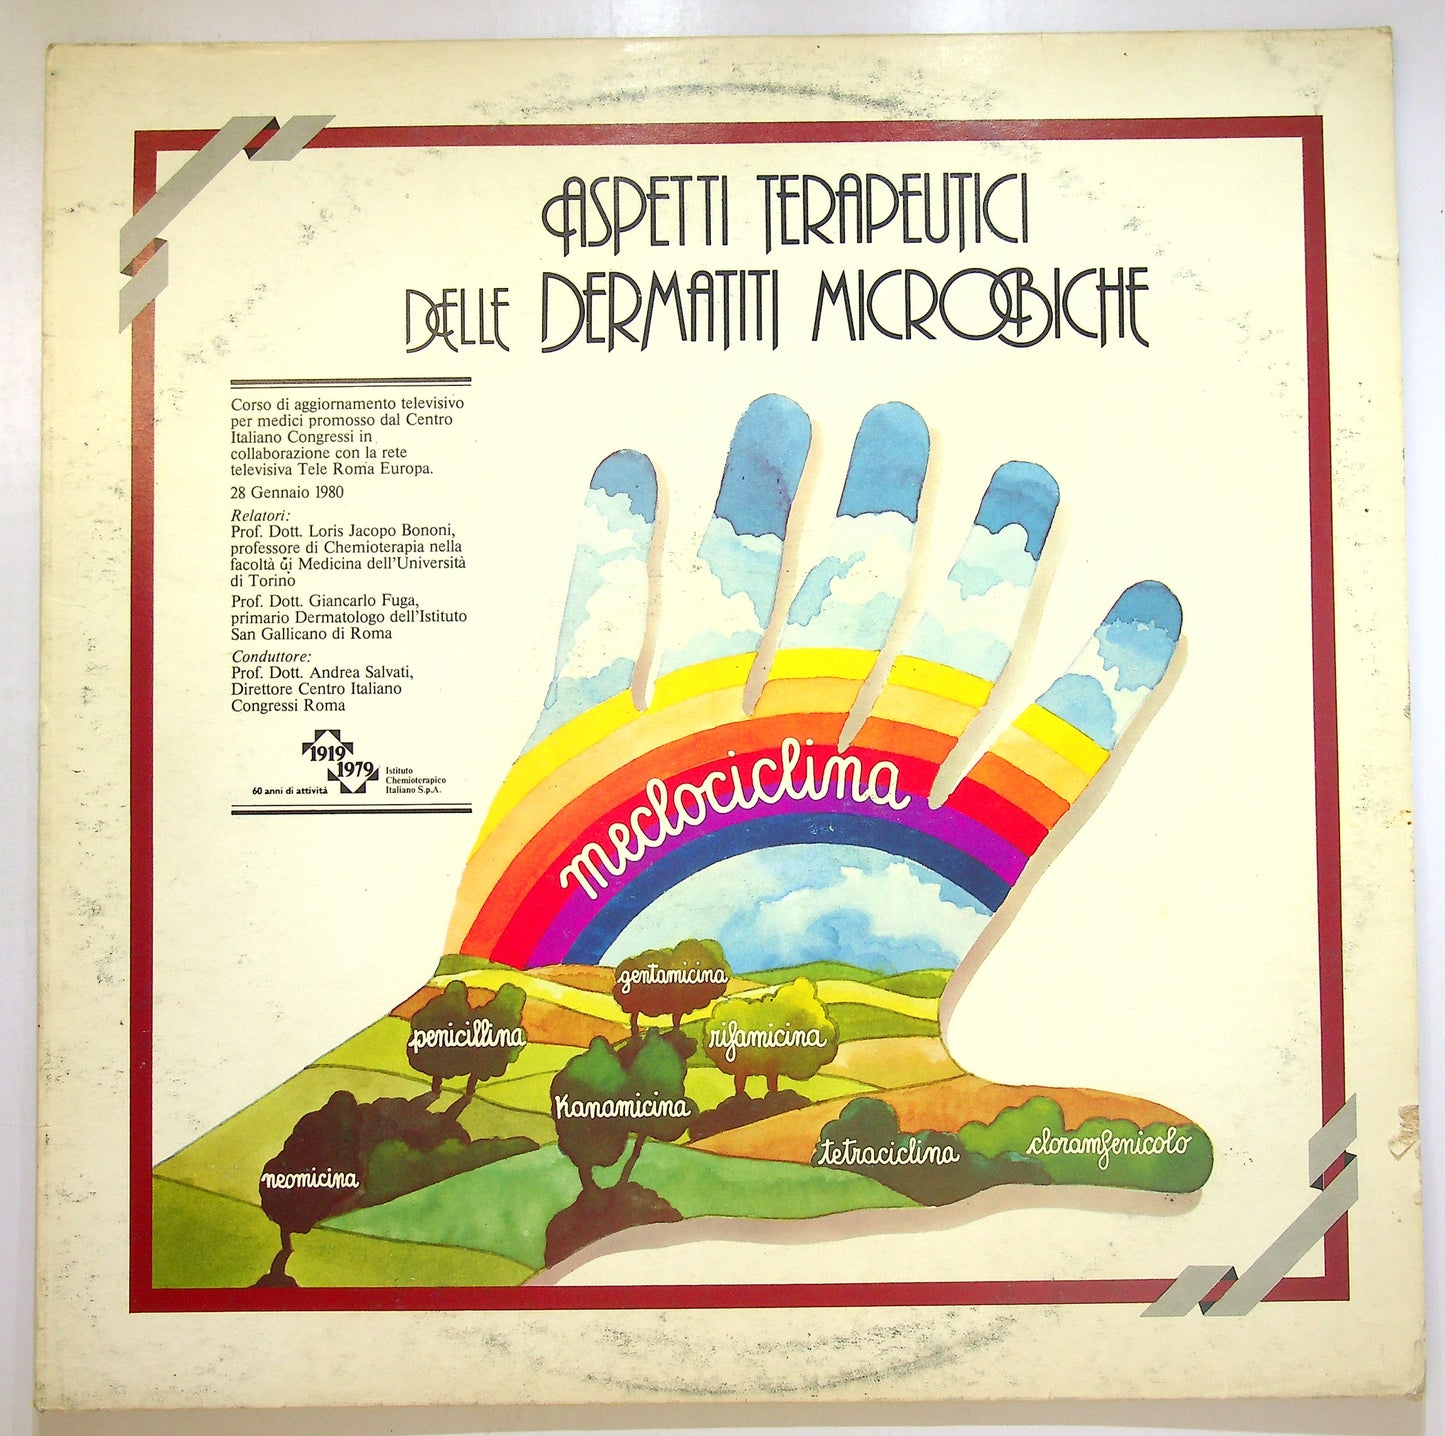 ASPETTI TERAPEUTICI
DELLE DERMATITI MICROBICHE
Corso di aggiornamento televisivo
per medici promosso dal Centro
Italiano Congressi in
collaborazione con la rete
televisiva Tele Roma Europa.
28 Gennaio 1980
Relatori:
Prof. Dott. Loris Jacopo Bononi,
professore di Chemioterapia nella
facoltà di Medicina dell'Università
di Torino
Prof. Dott. Giancarlo Fuga,
primario Dermatologo dell'Istituto
San Gallicano di Roma
Conduttore:
Prof. Dott. Andrea Salvati,
Direttore Centro Italiano
Congressi Roma
1919
1979
60 anni di attività
Istituto
Chemioterapico
Italiano S.p.A.
meclociclina
gentamicina
penicillina
rifamicina
Kanamicina
tetraciclina
cloramfenicolo
neomicina